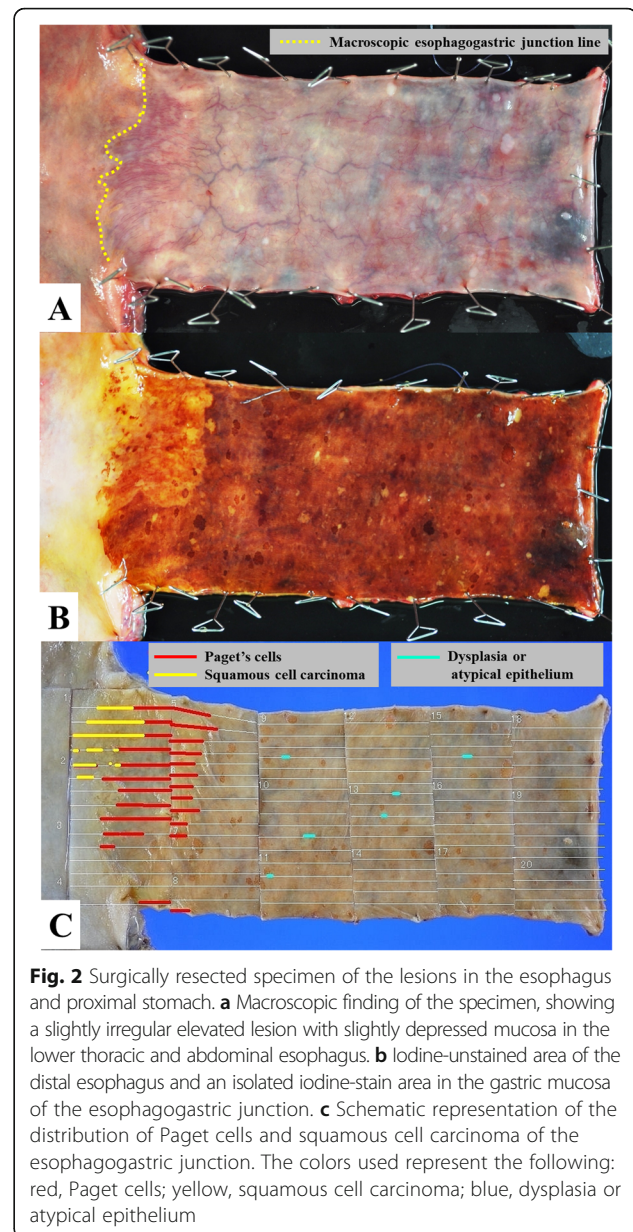 Macroscopic esophagogastric junction line
A
B
Paget's cells
Squamous cell carcinoma
Dysplasia or
atypical epithelium
1
5
9
12
15
18
2
10
13
16
19
3
7
11
14
17
20
4
8
C
Fig. 2 Surgically resected specimen of the lesions in the esophagus
and proximal stomach. a Macroscopic finding of the specimen, showing
a slightly irregular elevated lesion with slightly depressed mucosa in the
lower thoracic and abdominal esophagus. b Iodine-unstained area of the
distal esophagus and an isolated iodine-stain area in the gastric mucosa
of the esophagogastric junction. c Schematic representation of the
distribution of Paget cells and squamous cell carcinoma of the
esophagogastric junction. The colors used represent the following:
red, Paget cells; yellow, squamous cell carcinoma; blue, dysplasia or
atypical epithelium